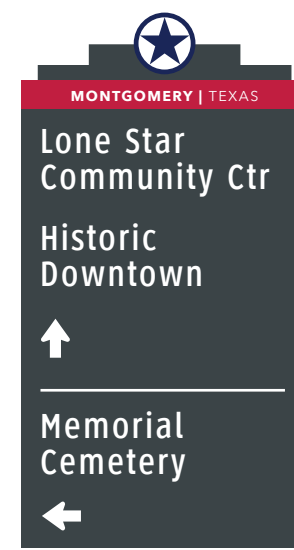 MONTGOMERY | TEXAS
Lone Star
Community Ctr
Historic
Downtown
Memorial
Cemetery